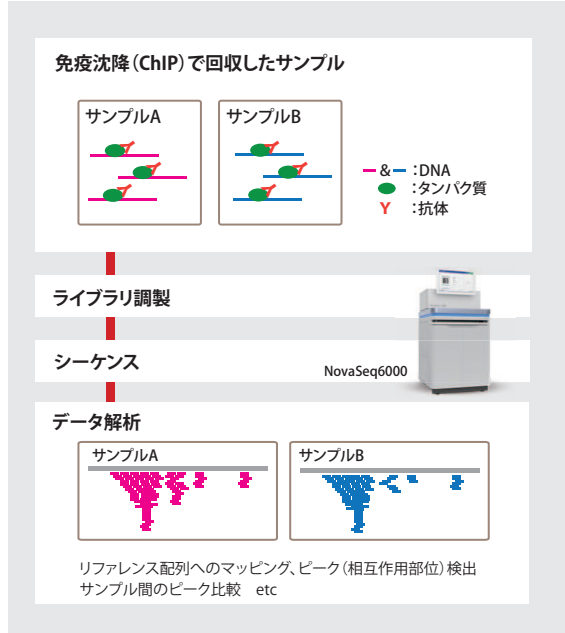 免疫沈降（ChIP）で回収したサンプル
サンプルA
サンプルB
&
:DNA
:タンパク質
Y :抗体
ライブラリ調製
シーケンス
NovaSeq6000
データ解析
サンプルA
サンプルB
リファレンス配列へのマッピング、ピーク（相互作用部位）検出
サンプル間のピーク比較 etc